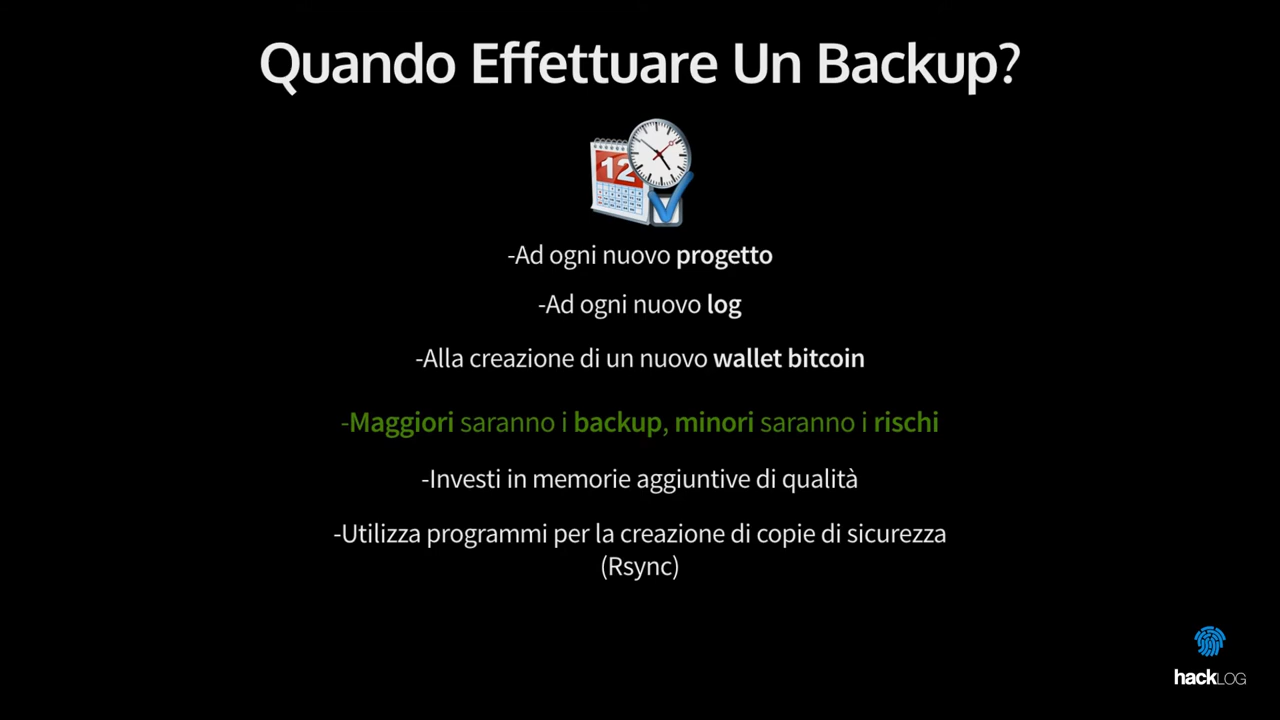 Quando Effettuare Un Backup?
12
-Ad ogni nuovo progetto
-Ad ogni nuovo log
-Alla creazione di un nuovo wallet bitcoin
-Maggiori saranno i backup, minori saranno i rischi
-Investi in memorie aggiuntive di qualità
-Utilizza programmi per la creazione di copie di sicurezza
(Rsync)
hackLOG